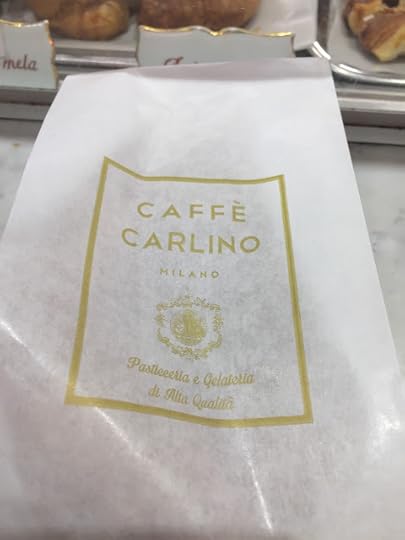 mela
CAFFÈ
CARLINO
MILANO
Pasticceria e Gelateria
di Alta Qualità